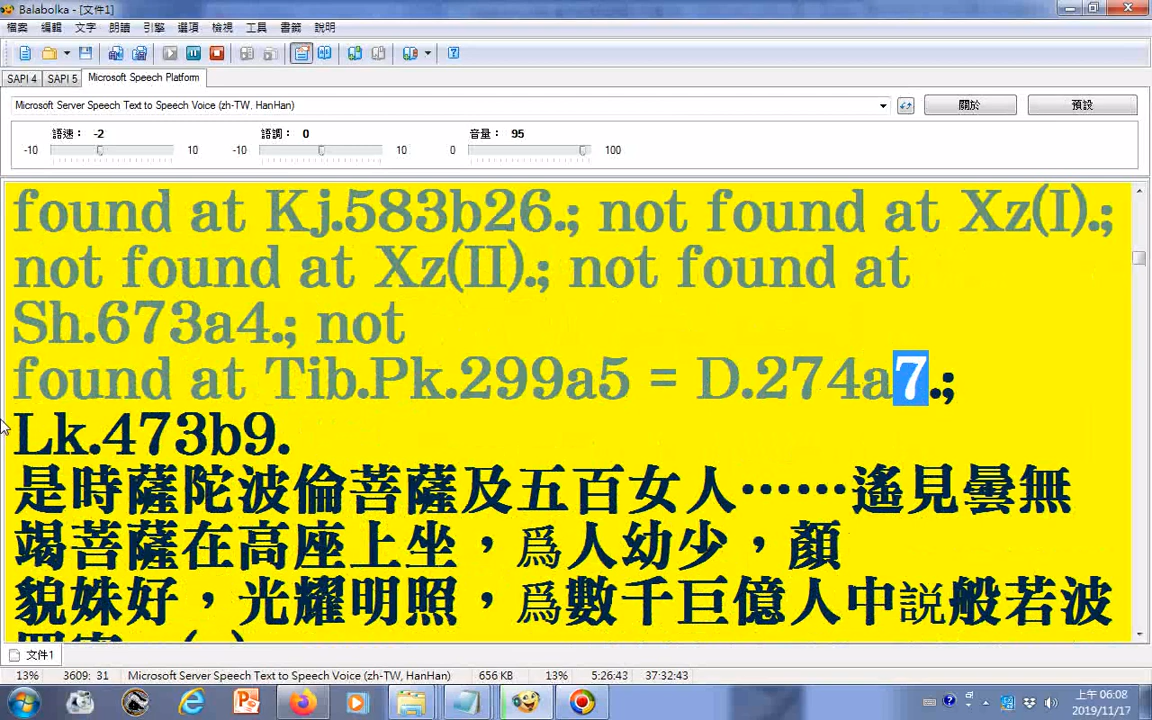 Balabolka - [文件1]
檔案 編輯 文字 朗讀 引擎 選項 檢視 工具 書籤 說明
SAPI 4 SAPI 5 Microsoft Speech Platform
Microsoft Server Speech Text to Speech Voice (zh-TW, HanHan) 關於 預設
語速： -2 語調： 0 音量： 95
-10 10 -10 10 0 100
found at Kj.583b26.; not found at Xz(I).;
not found at Xz(II).; not found at
Sh.673a4.; not
found at Tib.Pk.299a5 = D.274a7.;
Lk.473b9.
是時薩陀波倫菩薩及五百女人……遙見曇無
竭菩薩在高座上坐，爲人幼少，顏
貌姝好，光耀明照，爲數千巨億人中説般若波
文件1
13% 3609: 31 Microsoft Server Speech Text to Speech Voice (zh-TW, HanHan) 656 KB 13% 5:26:43 37:32:43
上午 06:08
2019/11/17